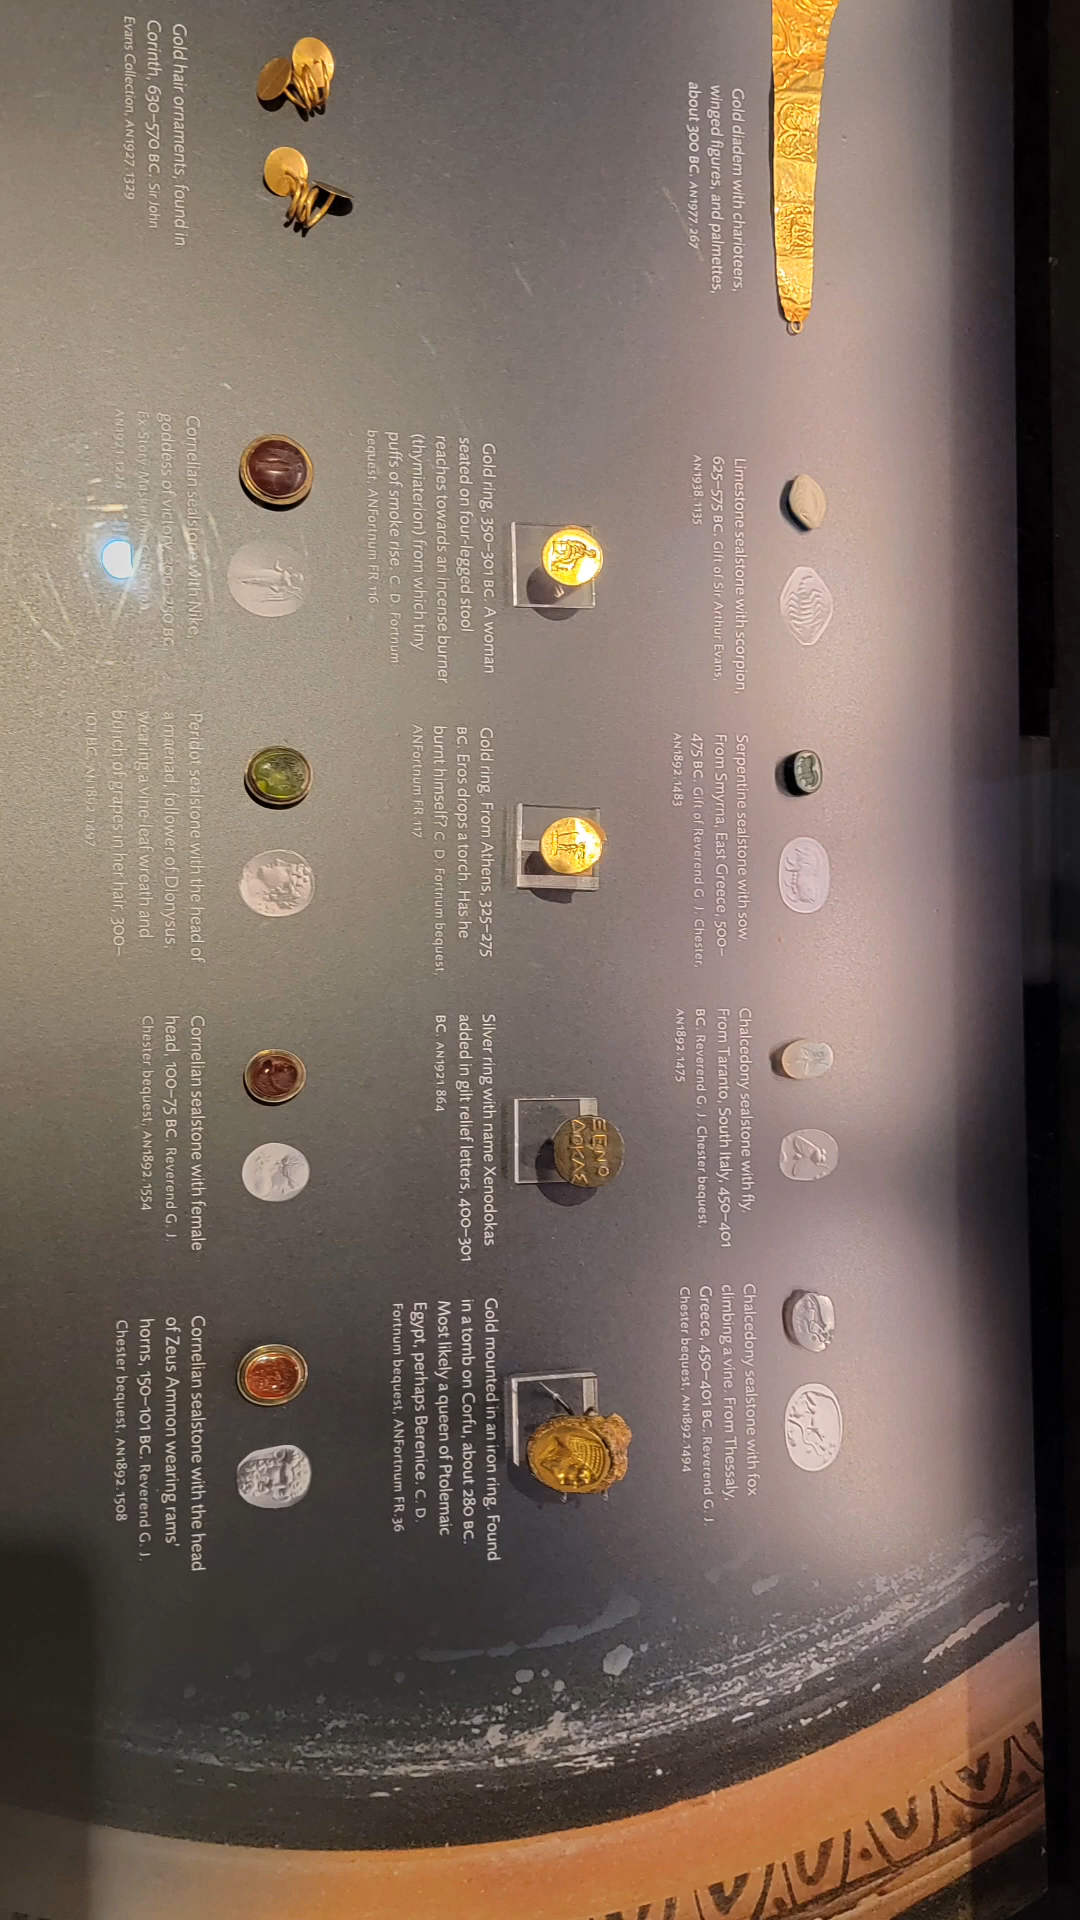 Gold diadem with charioteers,
winged figures, and palmettes,
about 300 BC. AN1977.267
Limestone sealstone with scorpion,
625–575 BC. Gift of Sir Arthur Evans,
AN1938.1135
Serpentine sealstone with sow.
From Smyrna, East Greece, 500–
475 BC. Gift of Reverend G. J. Chester,
AN1892.1483
Chalcedony sealstone with fly.
From Taranto, South Italy, 450–401
BC. Reverend G. J. Chester bequest,
AN1892.1475
Chalcedony sealstone with fox
climbing a vine. From Thessaly,
Greece, 450–401 BC. Reverend G. J.
Chester bequest, AN1892.1494
Gold ring, 350–301 BC. A woman
seated on four-legged stool
reaches towards an incense burner
(thymiaterion) from which tiny
puffs of smoke rise. C. D. Fortnum
bequest, ANFortnum FR.116
Gold ring. From Athens, 325–275
BC. Eros drops a torch. Has he
burnt himself? C. D. Fortnum bequest,
ANFortnum FR.117
ΞΕΝΟ
ΔΟΚΑΣ
Silver ring with name Xenodokas
added in gilt relief letters, 400–301
BC. AN1921.864
Gold mounted in an iron ring. Found
in a tomb on Corfu, about 280 BC.
Most likely a queen of Ptolemaic
Egypt, perhaps Berenice. C. D.
Fortnum bequest, ANFortnum FR.36
Gold hair ornaments, found in
Corinth, 630–570 BC. Sir John
Evans Collection, AN1927.1329
Cornelian sealstone with Nike,
goddess of victory, 300–250 BC.
Ex Story-Maskelyne
AN1921.1226
Peridot sealstone with the head of
a maenad, follower of Dionysus,
wearing a vine-leaf wreath and
bunch of grapes in her hair, 300–
101 BC. AN1892.1497
Cornelian sealstone with female
head, 100–75 BC. Reverend G. J.
Chester bequest, AN1892.1554
Cornelian sealstone with the head
of Zeus Ammon wearing rams'
horns, 150–101 BC. Reverend G. J.
Chester bequest, AN1892.1508